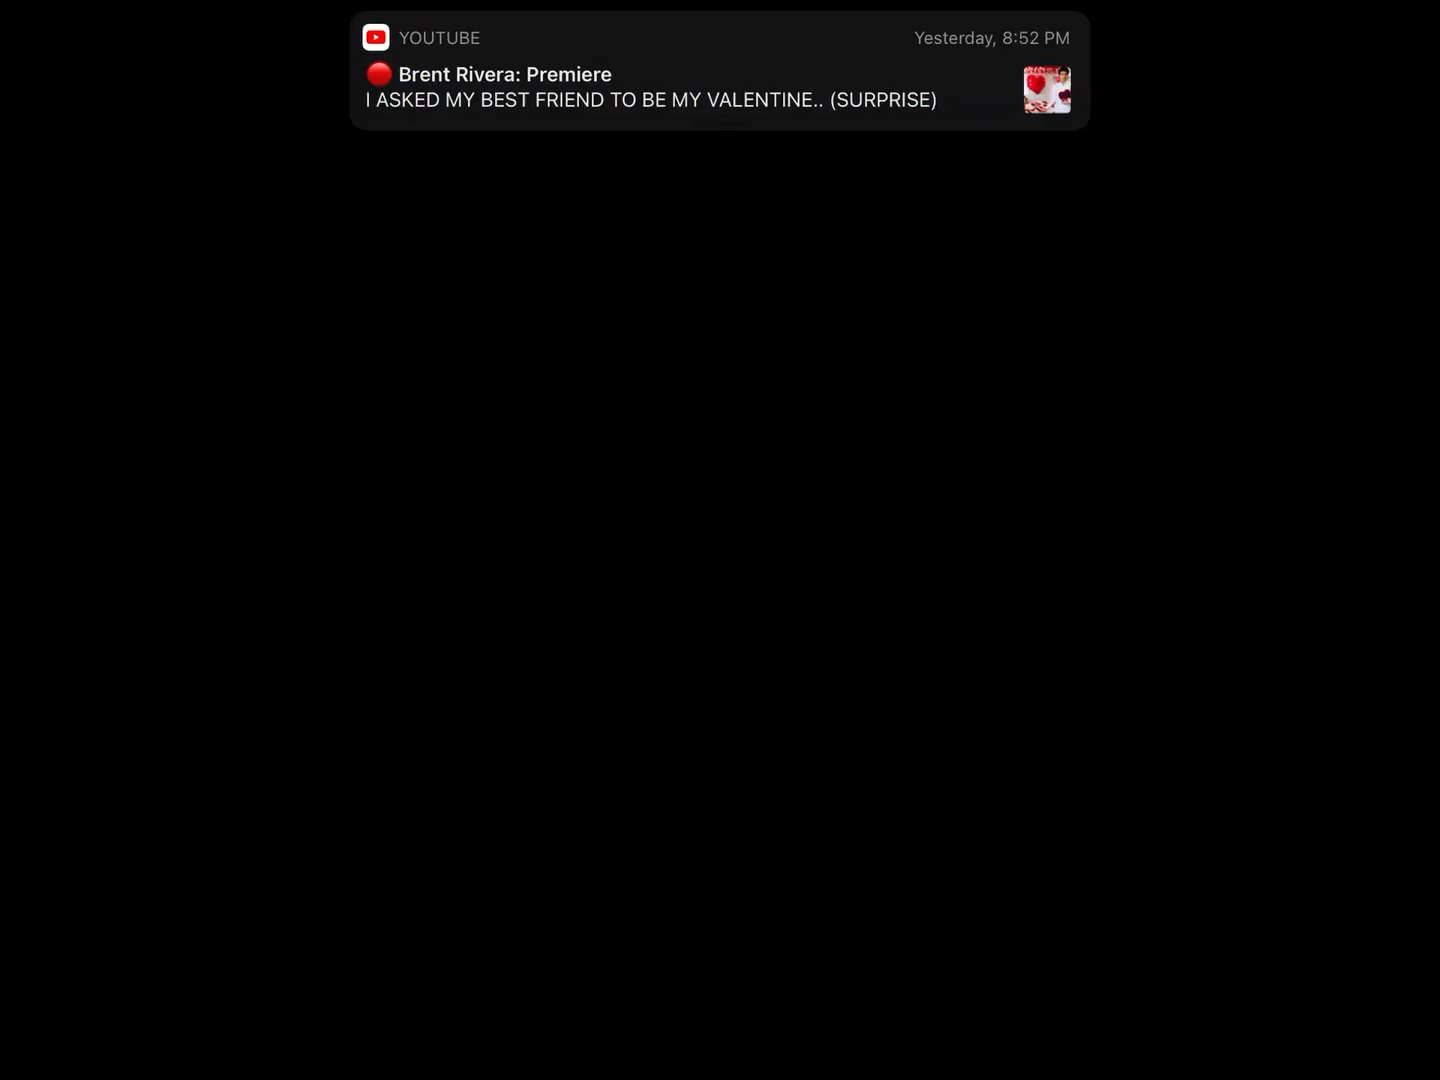 YOUTUBE
Yesterday, 8:52 PM
🔴 Brent Rivera: Premiere
I ASKED MY BEST FRIEND TO BE MY VALENTINE.. (SURPRISE)